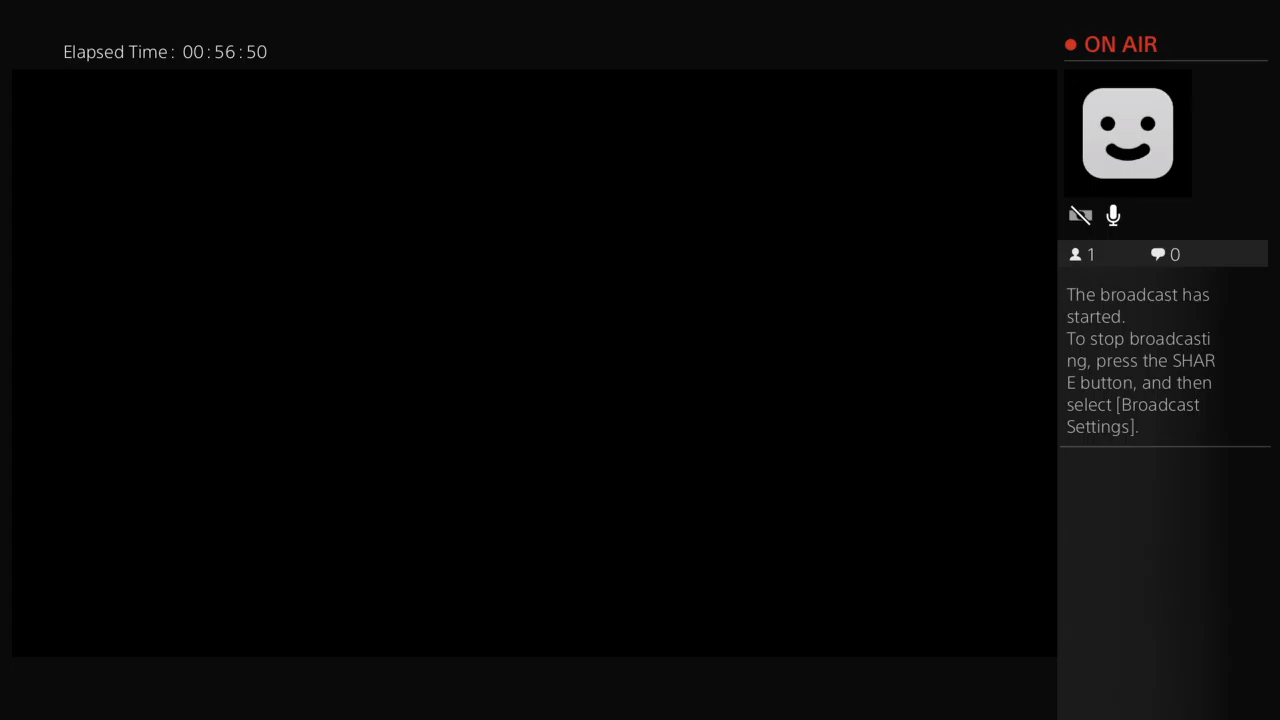 Elapsed Time: 00:56:50
ON AIR
1 0
The broadcast has
started.
To stop broadcasti
ng, press the SHAR
E button, and then
select [Broadcast
Settings].